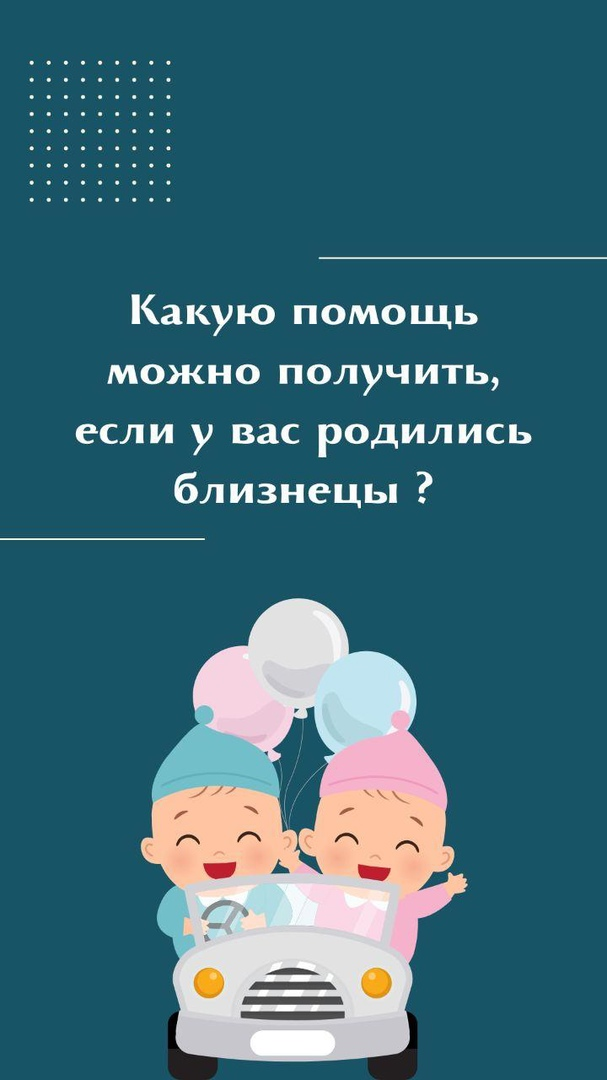 Какую помощь
можно получить,
если у вас родились
близнецы ?